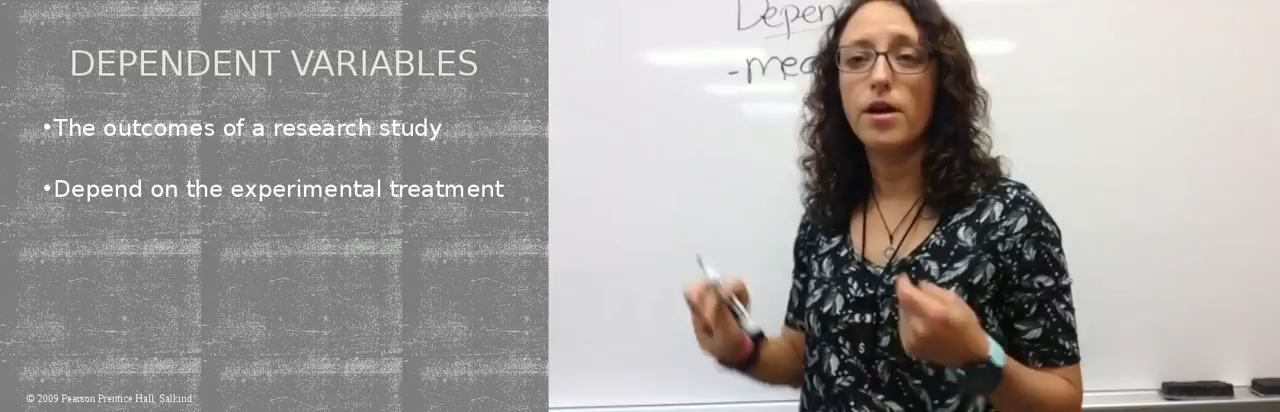 DEPENDENT VARIABLES
•The outcomes of a research study
•Depend on the experimental treatment
© 2009 Pearson Prentice Hall, Salkind